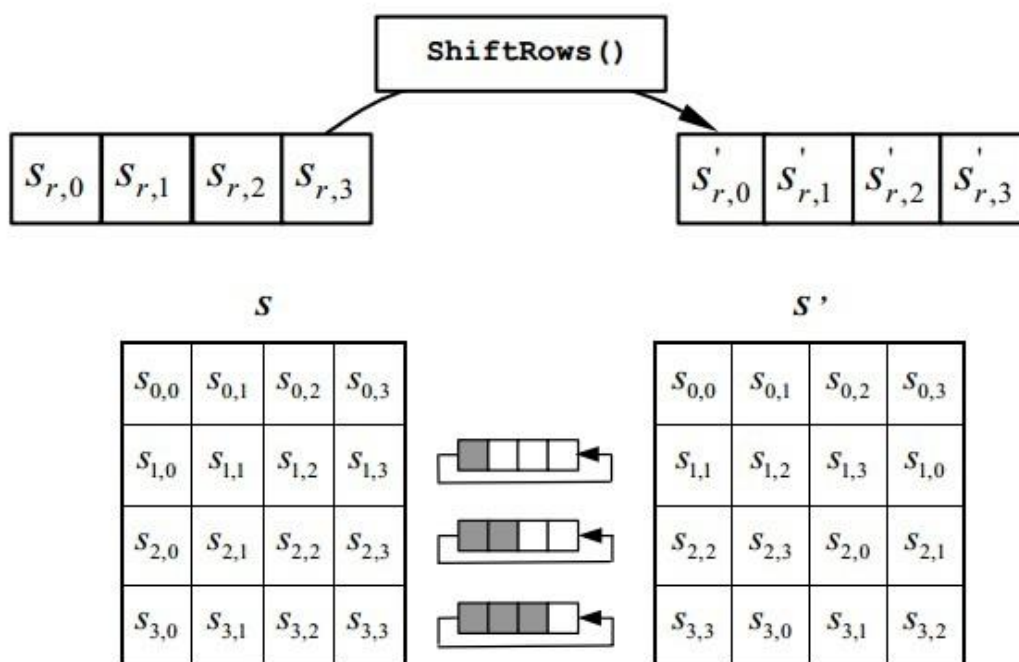 ShiftRows()
S_{r,0} S_{r,1} S_{r,2} S_{r,3} S'_{r,0} S'_{r,1} S'_{r,2} S'_{r,3}
S S'
S_{0,0} S_{0,1} S_{0,2} S_{0,3} S_{0,0} S_{0,1} S_{0,2} S_{0,3}
S_{1,0} S_{1,1} S_{1,2} S_{1,3} S_{1,1} S_{1,2} S_{1,3} S_{1,0}
S_{2,0} S_{2,1} S_{2,2} S_{2,3} S_{2,2} S_{2,3} S_{2,0} S_{2,1}
S_{3,0} S_{3,1} S_{3,2} S_{3,3} S_{3,3} S_{3,0} S_{3,1} S_{3,2}